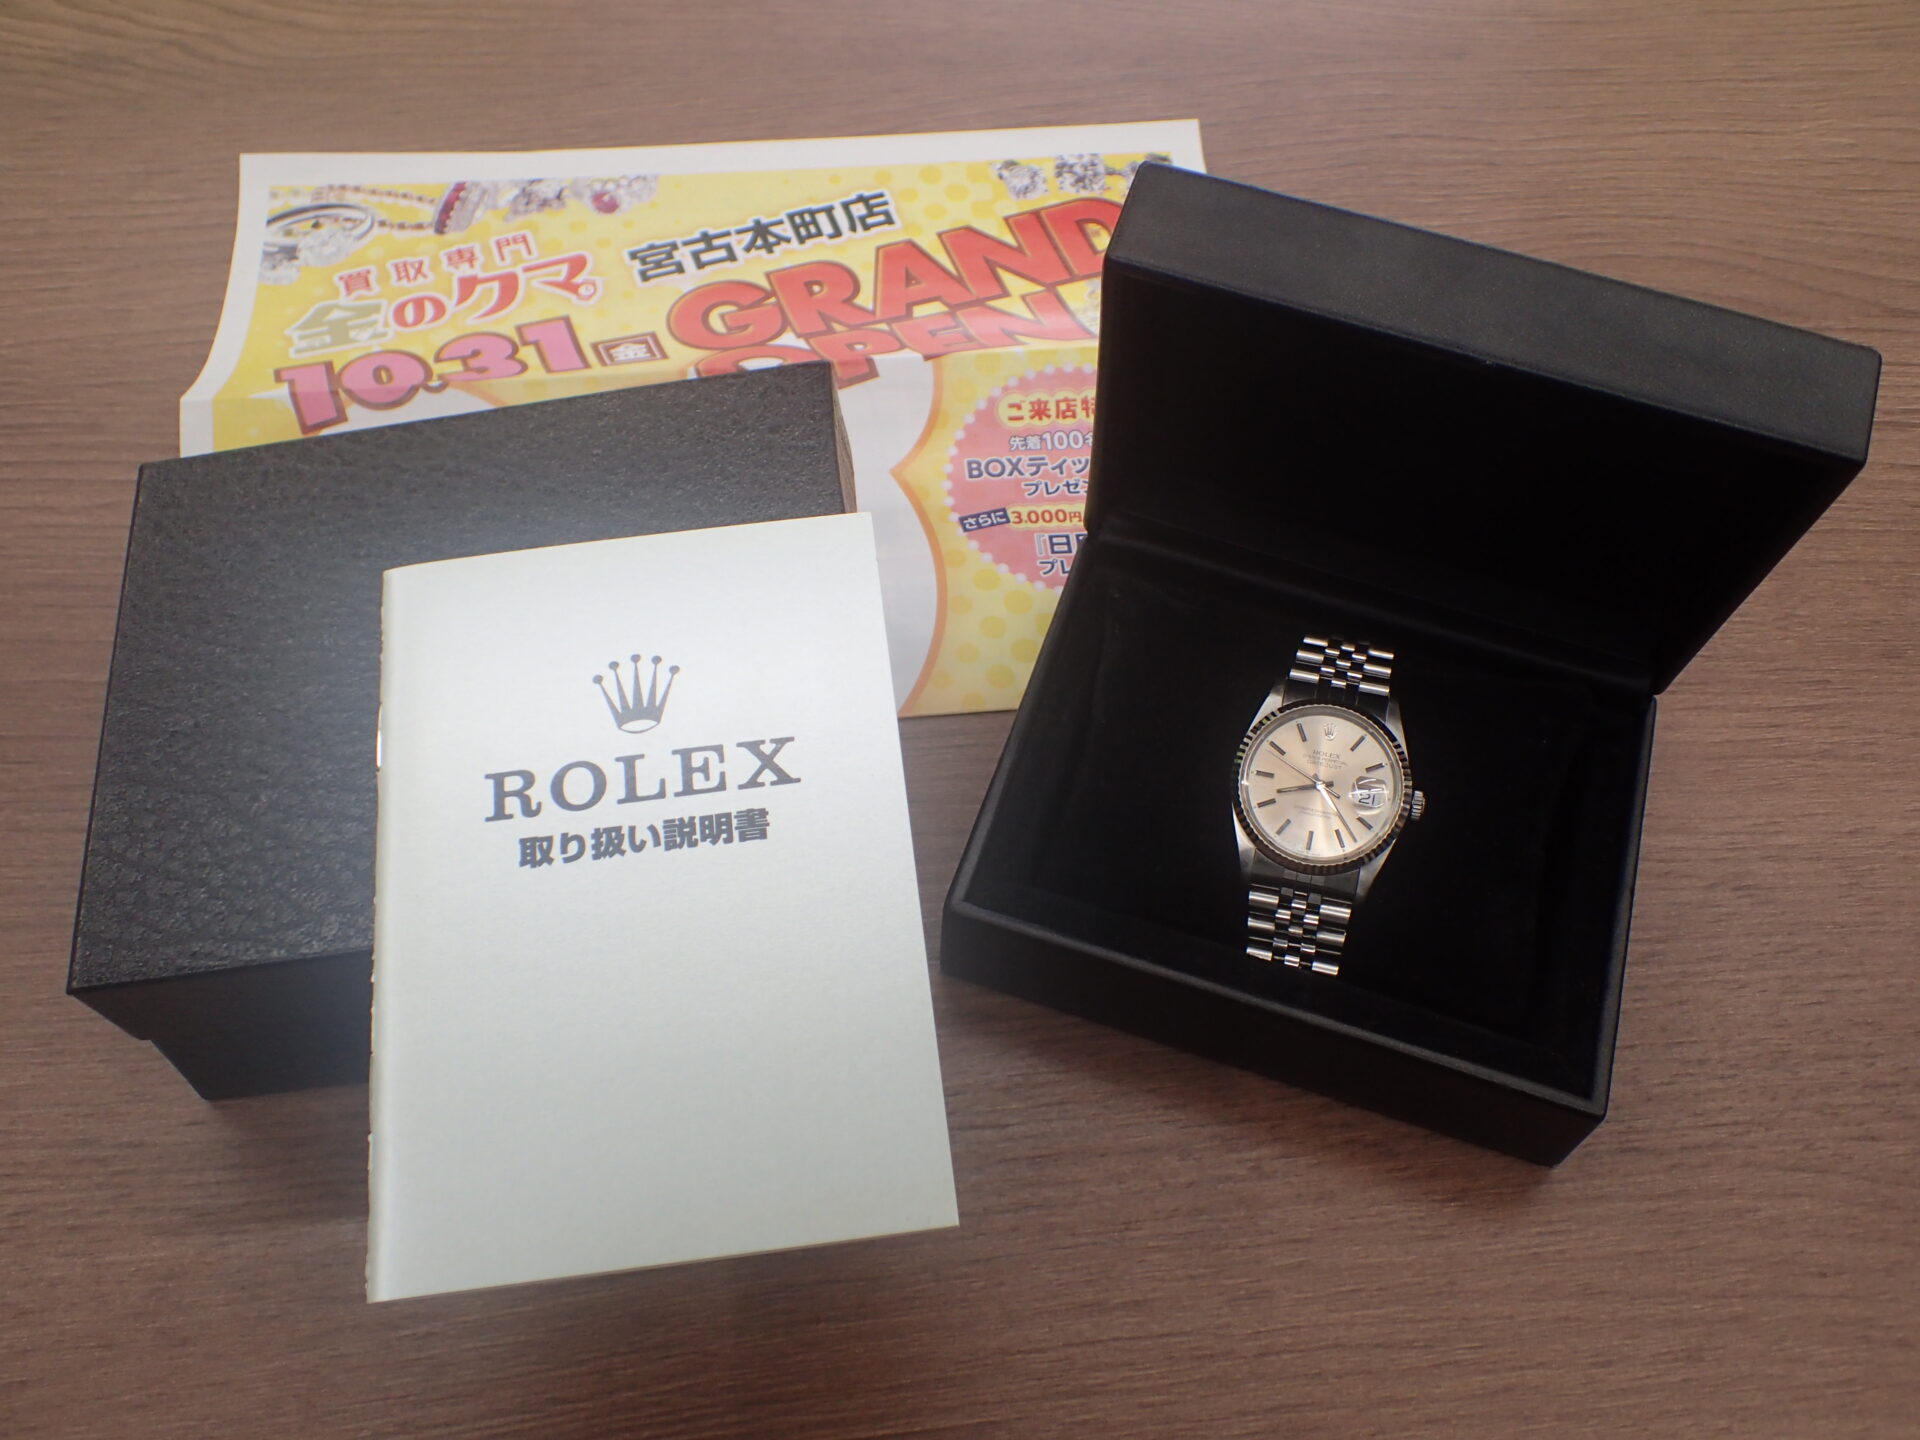 買取専門
金のクマ。
宮古本町店
10.31 金
GRAND
OPEN
ご来店特
先着100名
BOXティッ
プレゼン
さらに 3,000円
『日
プレ
ROLEX
取り扱い説明書
ROLEX
DATEJUST
21